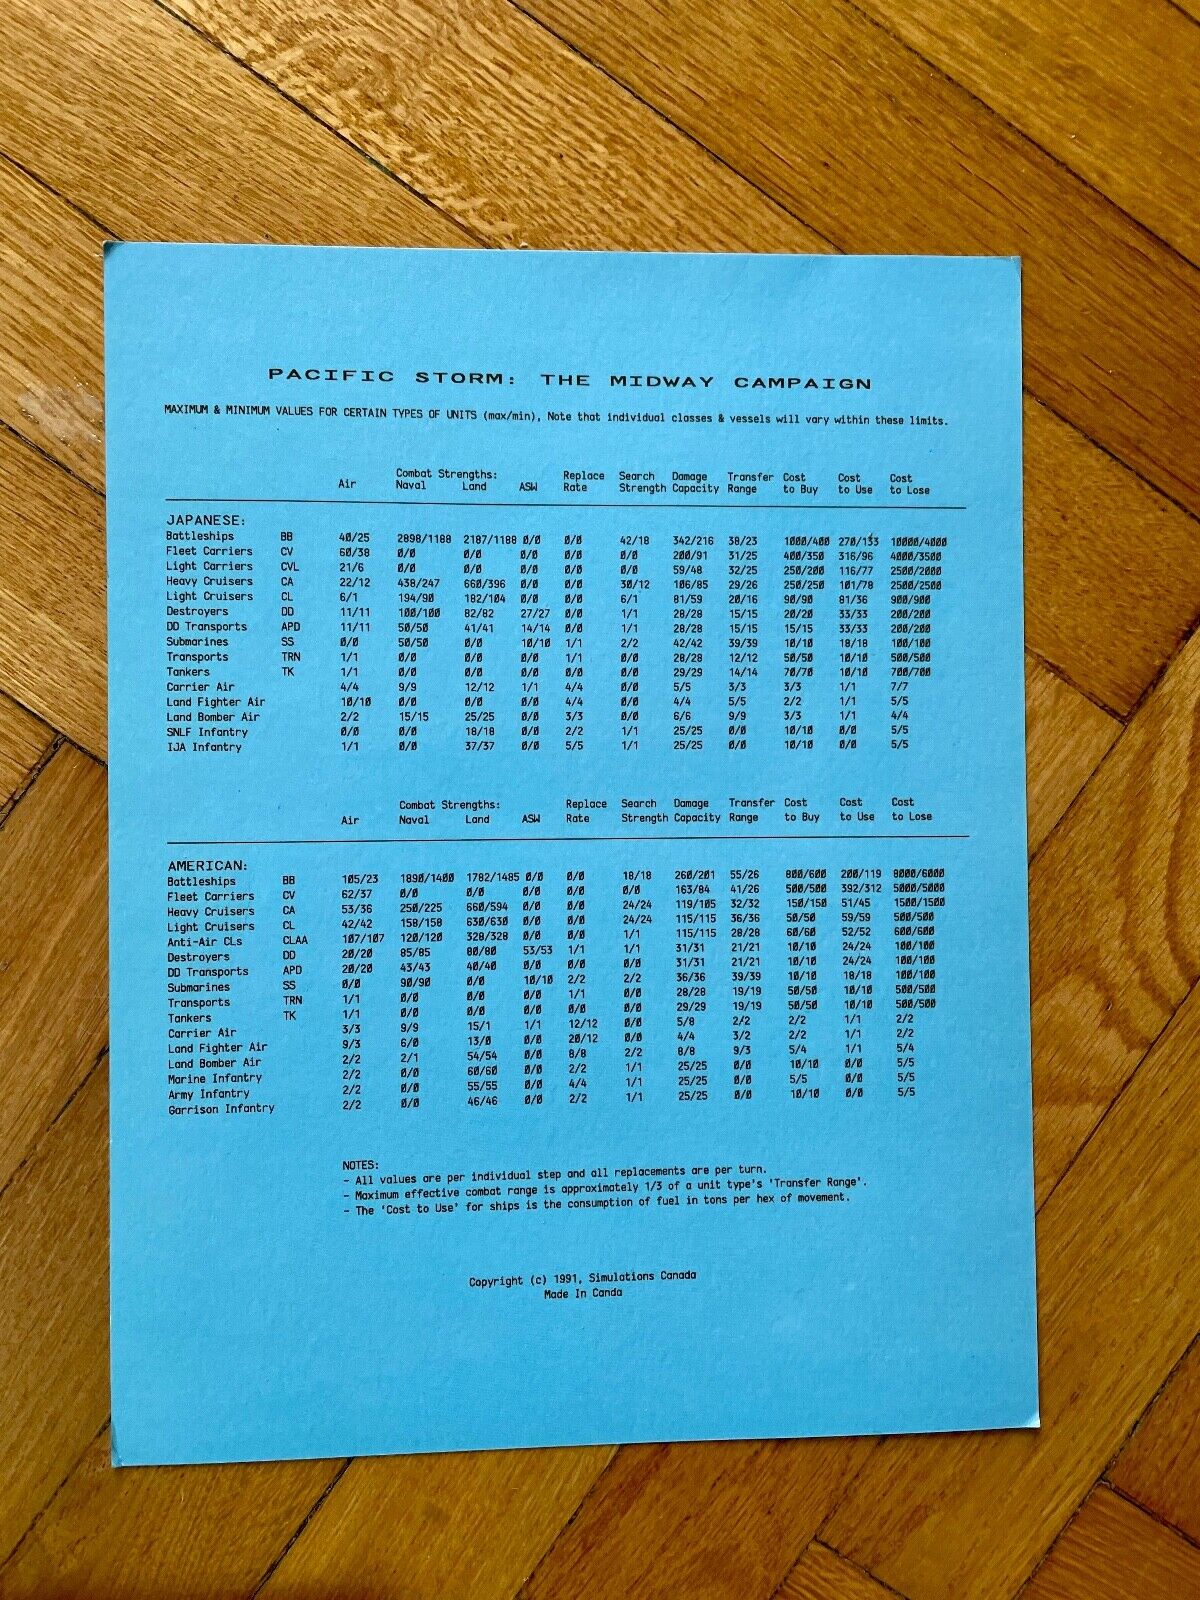 PACIFIC STORM: THE MIDWAY CAMPAIGN
MAXIMUM & MINIMUM VALUES FOR CERTAIN TYPES OF UNITS (max/min), Note that individual classes & vessels will vary within these limits.
Combat Strengths: Replace Search Damage Transfer Cost Cost Cost
Air Naval Land ASW Rate Strength Capacity Range to Buy to Use to Lose
JAPANESE:
Battleships BB 40/25 2898/1188 2187/1188 0/0 0/0 42/18 342/216 38/23 1000/400 270/133 10000/4000
Fleet Carriers CV 60/38 0/0 0/0 0/0 0/0 0/0 200/91 31/25 400/350 316/96 4000/3500
Light Carriers CVL 21/6 0/0 0/0 0/0 0/0 0/0 59/48 32/25 250/200 116/77 2500/2000
Heavy Cruisers CA 22/12 438/247 660/396 0/0 0/0 30/12 106/85 29/26 250/250 101/78 2500/2500
Light Cruisers CL 6/1 194/90 182/104 0/0 0/0 6/1 81/59 20/16 90/90 81/36 900/900
Destroyers DD 11/11 100/100 82/82 27/27 0/0 1/1 28/28 15/15 20/20 33/33 200/200
DD Transports APD 11/11 50/50 41/41 14/14 0/0 1/1 28/28 15/15 15/15 33/33 200/200
Submarines SS 0/0 50/50 0/0 10/10 1/1 2/2 42/42 39/39 10/10 18/18 100/100
Transports TRN 1/1 0/0 0/0 0/0 1/1 0/0 28/28 12/12 50/50 10/10 500/500
Tankers TK 1/1 0/0 0/0 0/0 0/0 0/0 29/29 14/14 70/70 10/10 700/700
Carrier Air 4/4 9/9 12/12 1/1 4/4 0/0 5/5 3/3 3/3 1/1 7/7
Land Fighter Air 10/10 0/0 0/0 0/0 4/4 0/0 4/4 5/5 2/2 1/1 5/5
Land Bomber Air 2/2 15/15 25/25 0/0 3/3 0/0 6/6 9/9 3/3 1/1 4/4
SNLF Infantry 0/0 0/0 18/18 0/0 2/2 1/1 25/25 0/0 10/10 0/0 5/5
IJA Infantry 1/1 0/0 37/37 0/0 5/5 1/1 25/25 0/0 10/10 0/0 5/5
Combat Strengths: Replace Search Damage Transfer Cost Cost Cost
Air Naval Land ASW Rate Strength Capacity Range to Buy to Use to Lose
AMERICAN:
Battleships BB 105/23 1890/1400 1782/1485 0/0 0/0 18/18 260/201 55/26 800/600 200/119 8000/6000
Fleet Carriers CV 62/37 0/0 0/0 0/0 0/0 0/0 163/84 41/26 500/500 392/312 5000/5000
Heavy Cruisers CA 53/36 250/225 660/594 0/0 0/0 24/24 119/105 32/32 150/150 51/45 1500/1500
Light Cruisers CL 42/42 158/158 630/630 0/0 0/0 24/24 115/115 36/36 50/50 59/59 500/500
Anti-Air CLs CLAA 107/107 120/120 328/328 0/0 0/0 1/1 115/115 28/28 60/60 52/52 600/600
Destroyers DD 20/20 85/85 80/80 53/53 1/1 1/1 31/31 21/21 10/10 24/24 100/100
DD Transports APD 20/20 43/43 40/40 0/0 0/0 0/0 31/31 21/21 10/10 24/24 100/100
Submarines SS 0/0 90/90 0/0 10/10 2/2 2/2 36/36 39/39 10/10 18/18 100/100
Transports TRN 1/1 0/0 0/0 0/0 1/1 0/0 28/28 19/19 50/50 10/10 500/500
Tankers TK 1/1 0/0 0/0 0/0 0/0 0/0 29/29 19/19 50/50 10/10 500/500
Carrier Air 3/3 9/9 15/1 1/1 12/12 0/0 5/8 2/2 2/2 1/1 2/2
Land Fighter Air 9/3 6/0 13/0 0/0 20/12 0/0 4/4 3/2 2/2 1/1 2/2
Land Bomber Air 2/2 2/1 54/54 0/0 8/8 2/2 8/8 9/3 5/4 1/1 5/4
Marine Infantry 2/2 0/0 60/60 0/0 2/2 1/1 25/25 0/0 10/10 0/0 5/5
Army Infantry 2/2 0/0 55/55 0/0 4/4 1/1 25/25 0/0 5/5 0/0 5/5
Garrison Infantry 2/2 0/0 46/46 0/0 2/2 1/1 25/25 0/0 10/10 0/0 5/5
NOTES:
- All values are per individual step and all replacements are per turn.
- Maximum effective combat range is approximately 1/3 of a unit type's 'Transfer Range'.
- The 'Cost to Use' for ships is the consumption of fuel in tons per hex of movement.
Copyright (c) 1991, Simulations Canada
Made In Canda